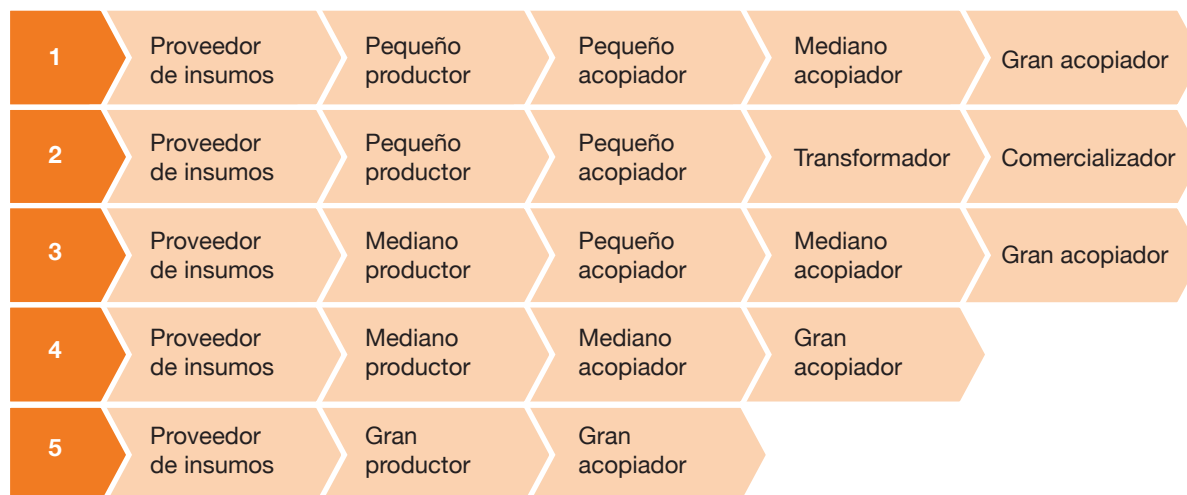 1
Proveedor
de insumos
Pequeño
productor
Pequeño
acopiador
Mediano
acopiador
Gran acopiador
2
Proveedor
de insumos
Pequeño
productor
Pequeño
acopiador
Transformador
Comercializador
3
Proveedor
de insumos
Mediano
productor
Pequeño
acopiador
Mediano
acopiador
Gran acopiador
4
Proveedor
de insumos
Mediano
productor
Mediano
acopiador
Gran
acopiador
5
Proveedor
de insumos
Gran
productor
Gran
acopiador